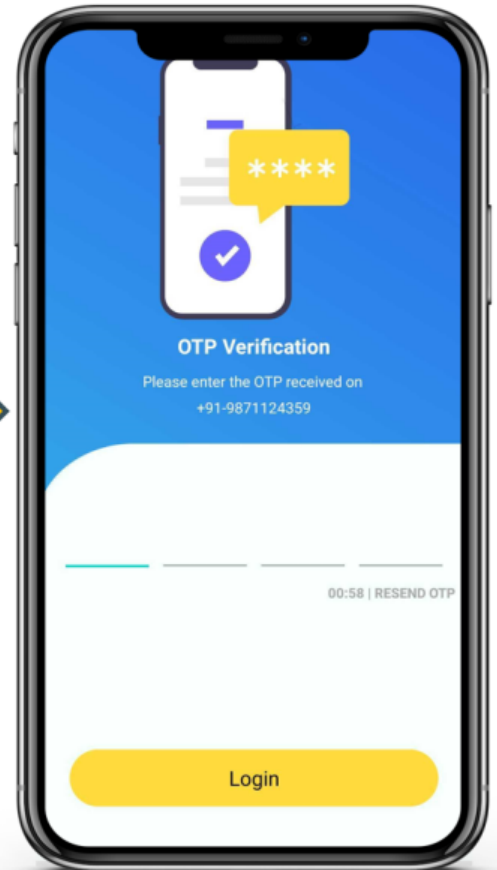 ****
OTP Verification
Please enter the OTP received on
+91-9871124359
00:58 | RESEND OTP
Login